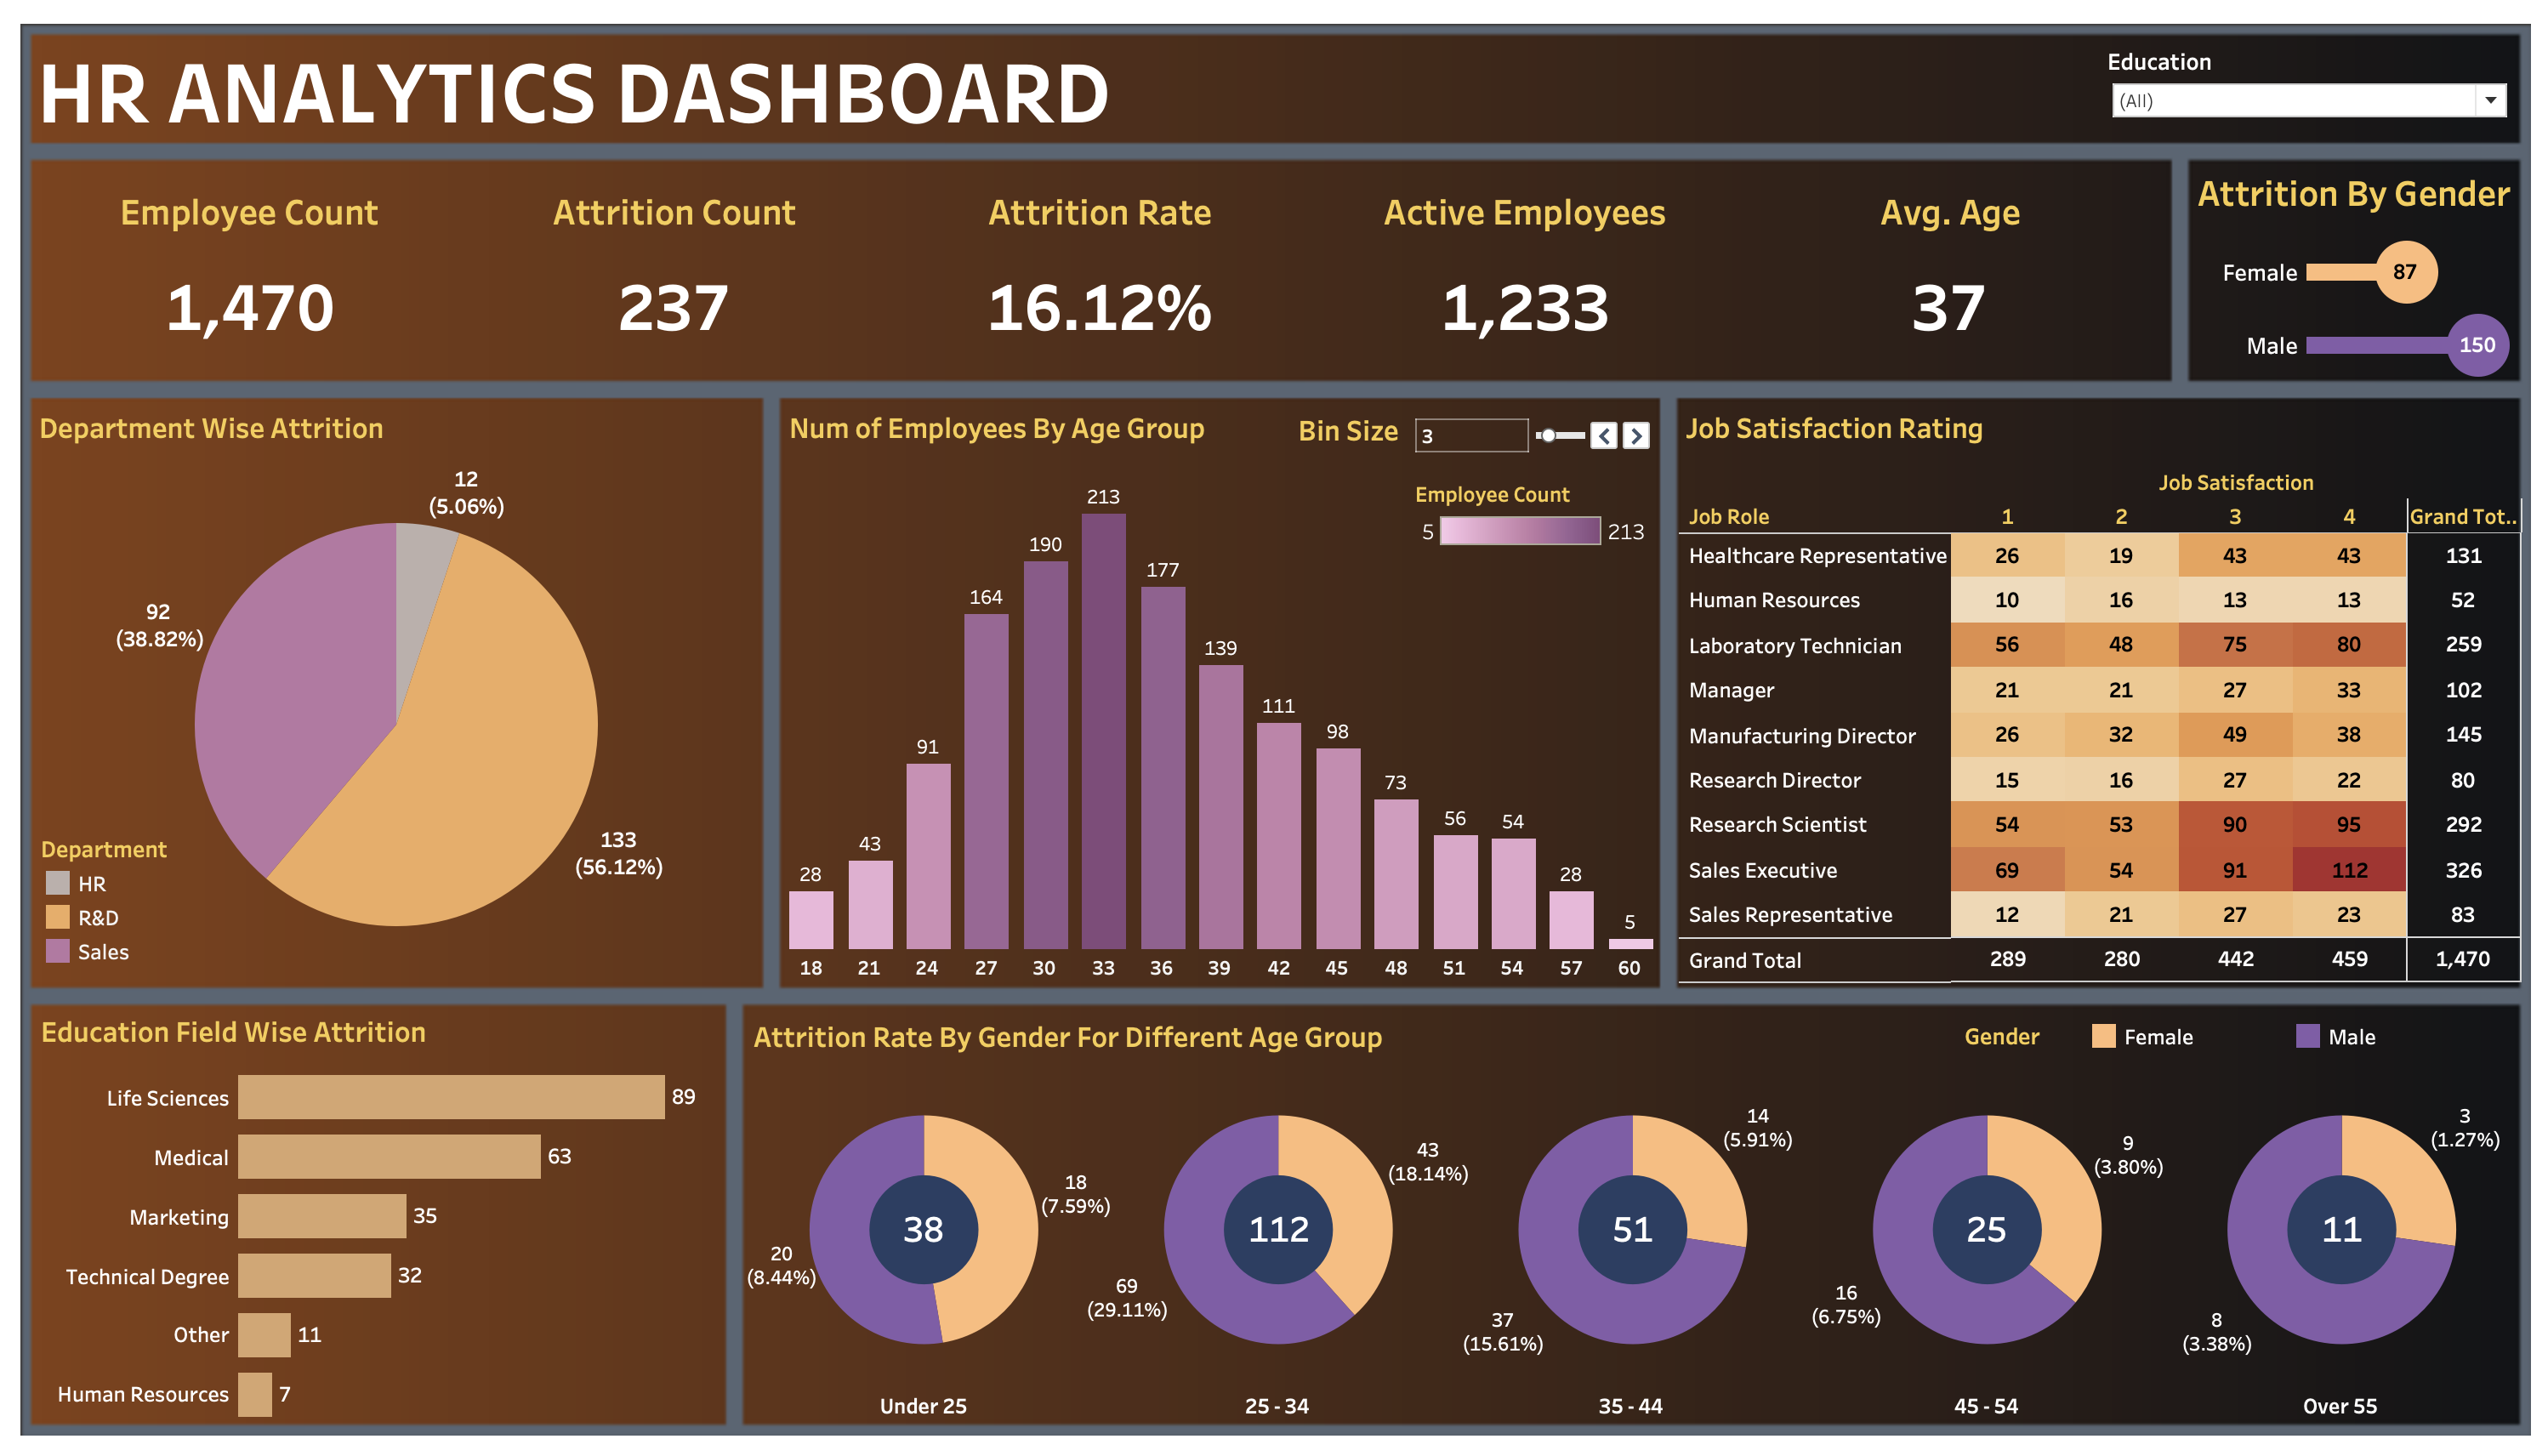 HR ANALYTICS DASHBOARD
Education
(All)
Employee Count
1,470
Attrition Count
237
Attrition Rate
16.12%
Active Employees
1,233
Avg. Age
37
Attrition By Gender
Female 87
Male 150
Department Wise Attrition
12
(5.06%)
92
(38.82%)
133
(56.12%)
Department
HR
R&D
Sales
Num of Employees By Age Group
Bin Size 3
Employee Count
5 213
28 43 91 164 190 213 177 139 111 98 73 56 54 28 5
18 21 24 27 30 33 36 39 42 45 48 51 54 57 60
Job Satisfaction Rating
Job Satisfaction
Job Role 1 2 3 4 Grand Tot..
Healthcare Representative 26 19 43 43 131
Human Resources 10 16 13 13 52
Laboratory Technician 56 48 75 80 259
Manager 21 21 27 33 102
Manufacturing Director 26 32 49 38 145
Research Director 15 16 27 22 80
Research Scientist 54 53 90 95 292
Sales Executive 69 54 91 112 326
Sales Representative 12 21 27 23 83
Grand Total 289 280 442 459 1,470
Education Field Wise Attrition
Life Sciences 89
Medical 63
Marketing 35
Technical Degree 32
Other 11
Human Resources 7
Attrition Rate By Gender For Different Age Group
Gender Female Male
38
18
(7.59%)
20
(8.44%)
Under 25
112
43
(18.14%)
69
(29.11%)
25 - 34
51
14
(5.91%)
37
(15.61%)
35 - 44
25
9
(3.80%)
16
(6.75%)
45 - 54
11
3
(1.27%)
8
(3.38%)
Over 55